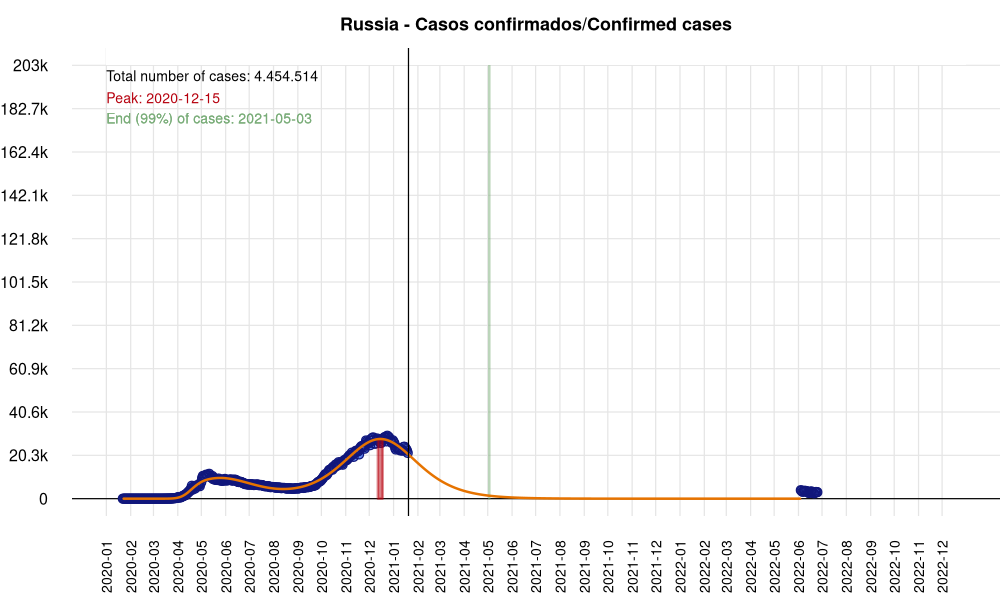 Russia - Casos confirmados/Confirmed cases
Total number of cases: 4.454.514
Peak: 2020-12-15
End (99%) of cases: 2021-05-03
203k
182.7k
162.4k
142.1k
121.8k
101.5k
81.2k
60.9k
40.6k
20.3k
0
2020-01
2020-02
2020-03
2020-04
2020-05
2020-06
2020-07
2020-08
2020-09
2020-10
2020-11
2020-12
2021-01
2021-02
2021-03
2021-04
2021-05
2021-06
2021-07
2021-08
2021-09
2021-10
2021-11
2021-12
2022-01
2022-02
2022-03
2022-04
2022-05
2022-06
2022-07
2022-08
2022-09
2022-10
2022-11
2022-12